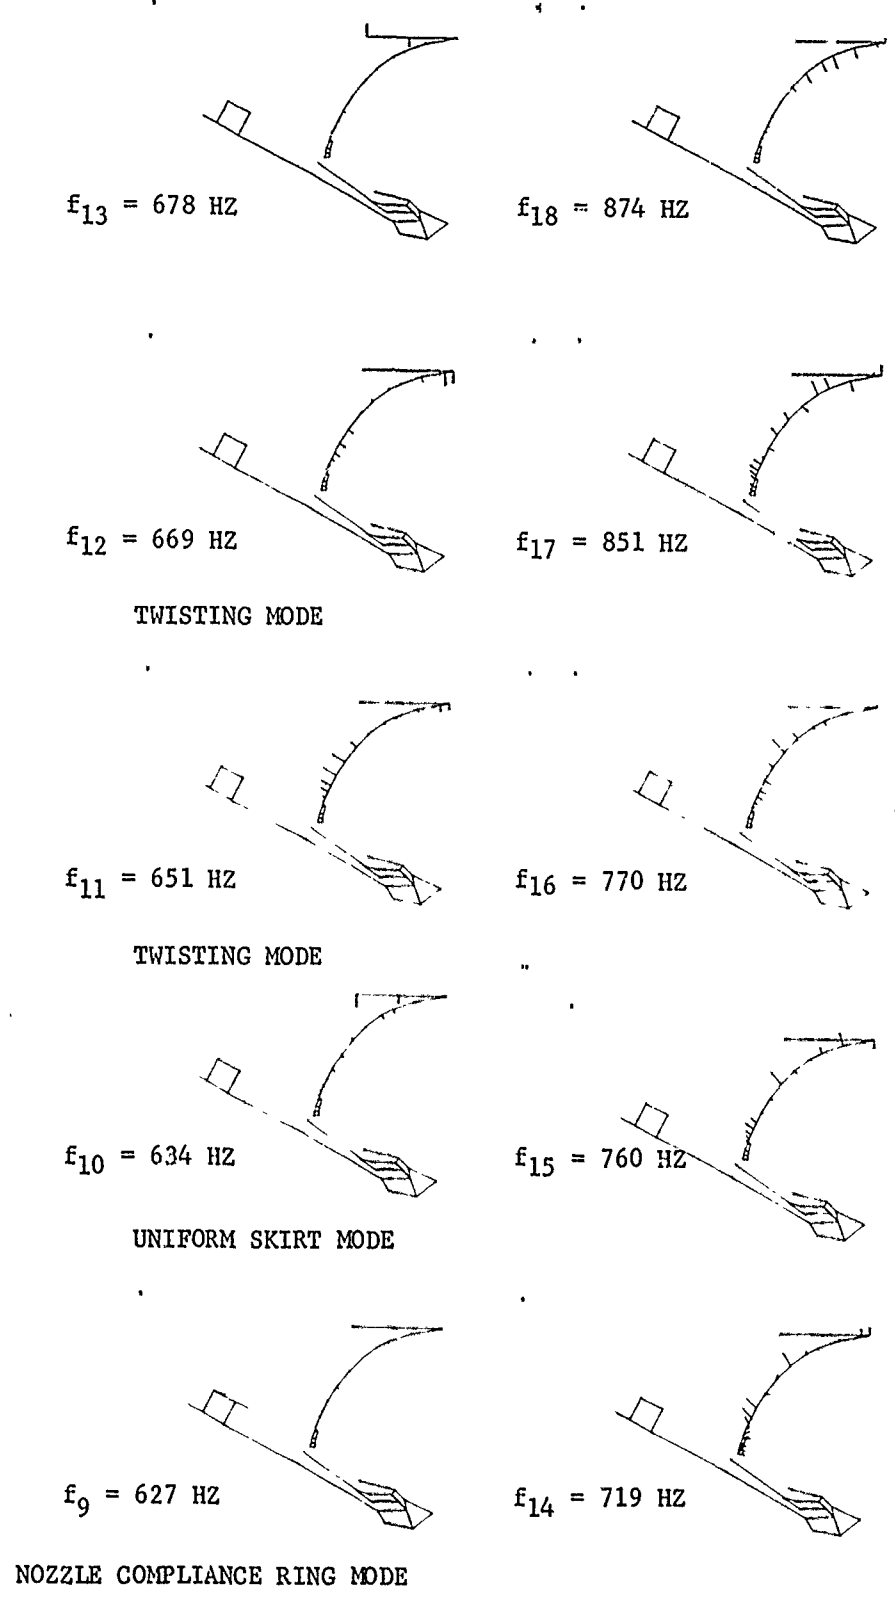 f13 = 678 HZ
f18 = 874 HZ
f12 = 669 HZ
f17 = 851 HZ
TWISTING MODE
f11 = 651 HZ
f16 = 770 HZ
TWISTING MODE
f10 = 634 HZ
f15 = 760 HZ
UNIFORM SKIRT MODE
f9 = 627 HZ
f14 = 719 HZ
NOZZLE COMPLIANCE RING MODE